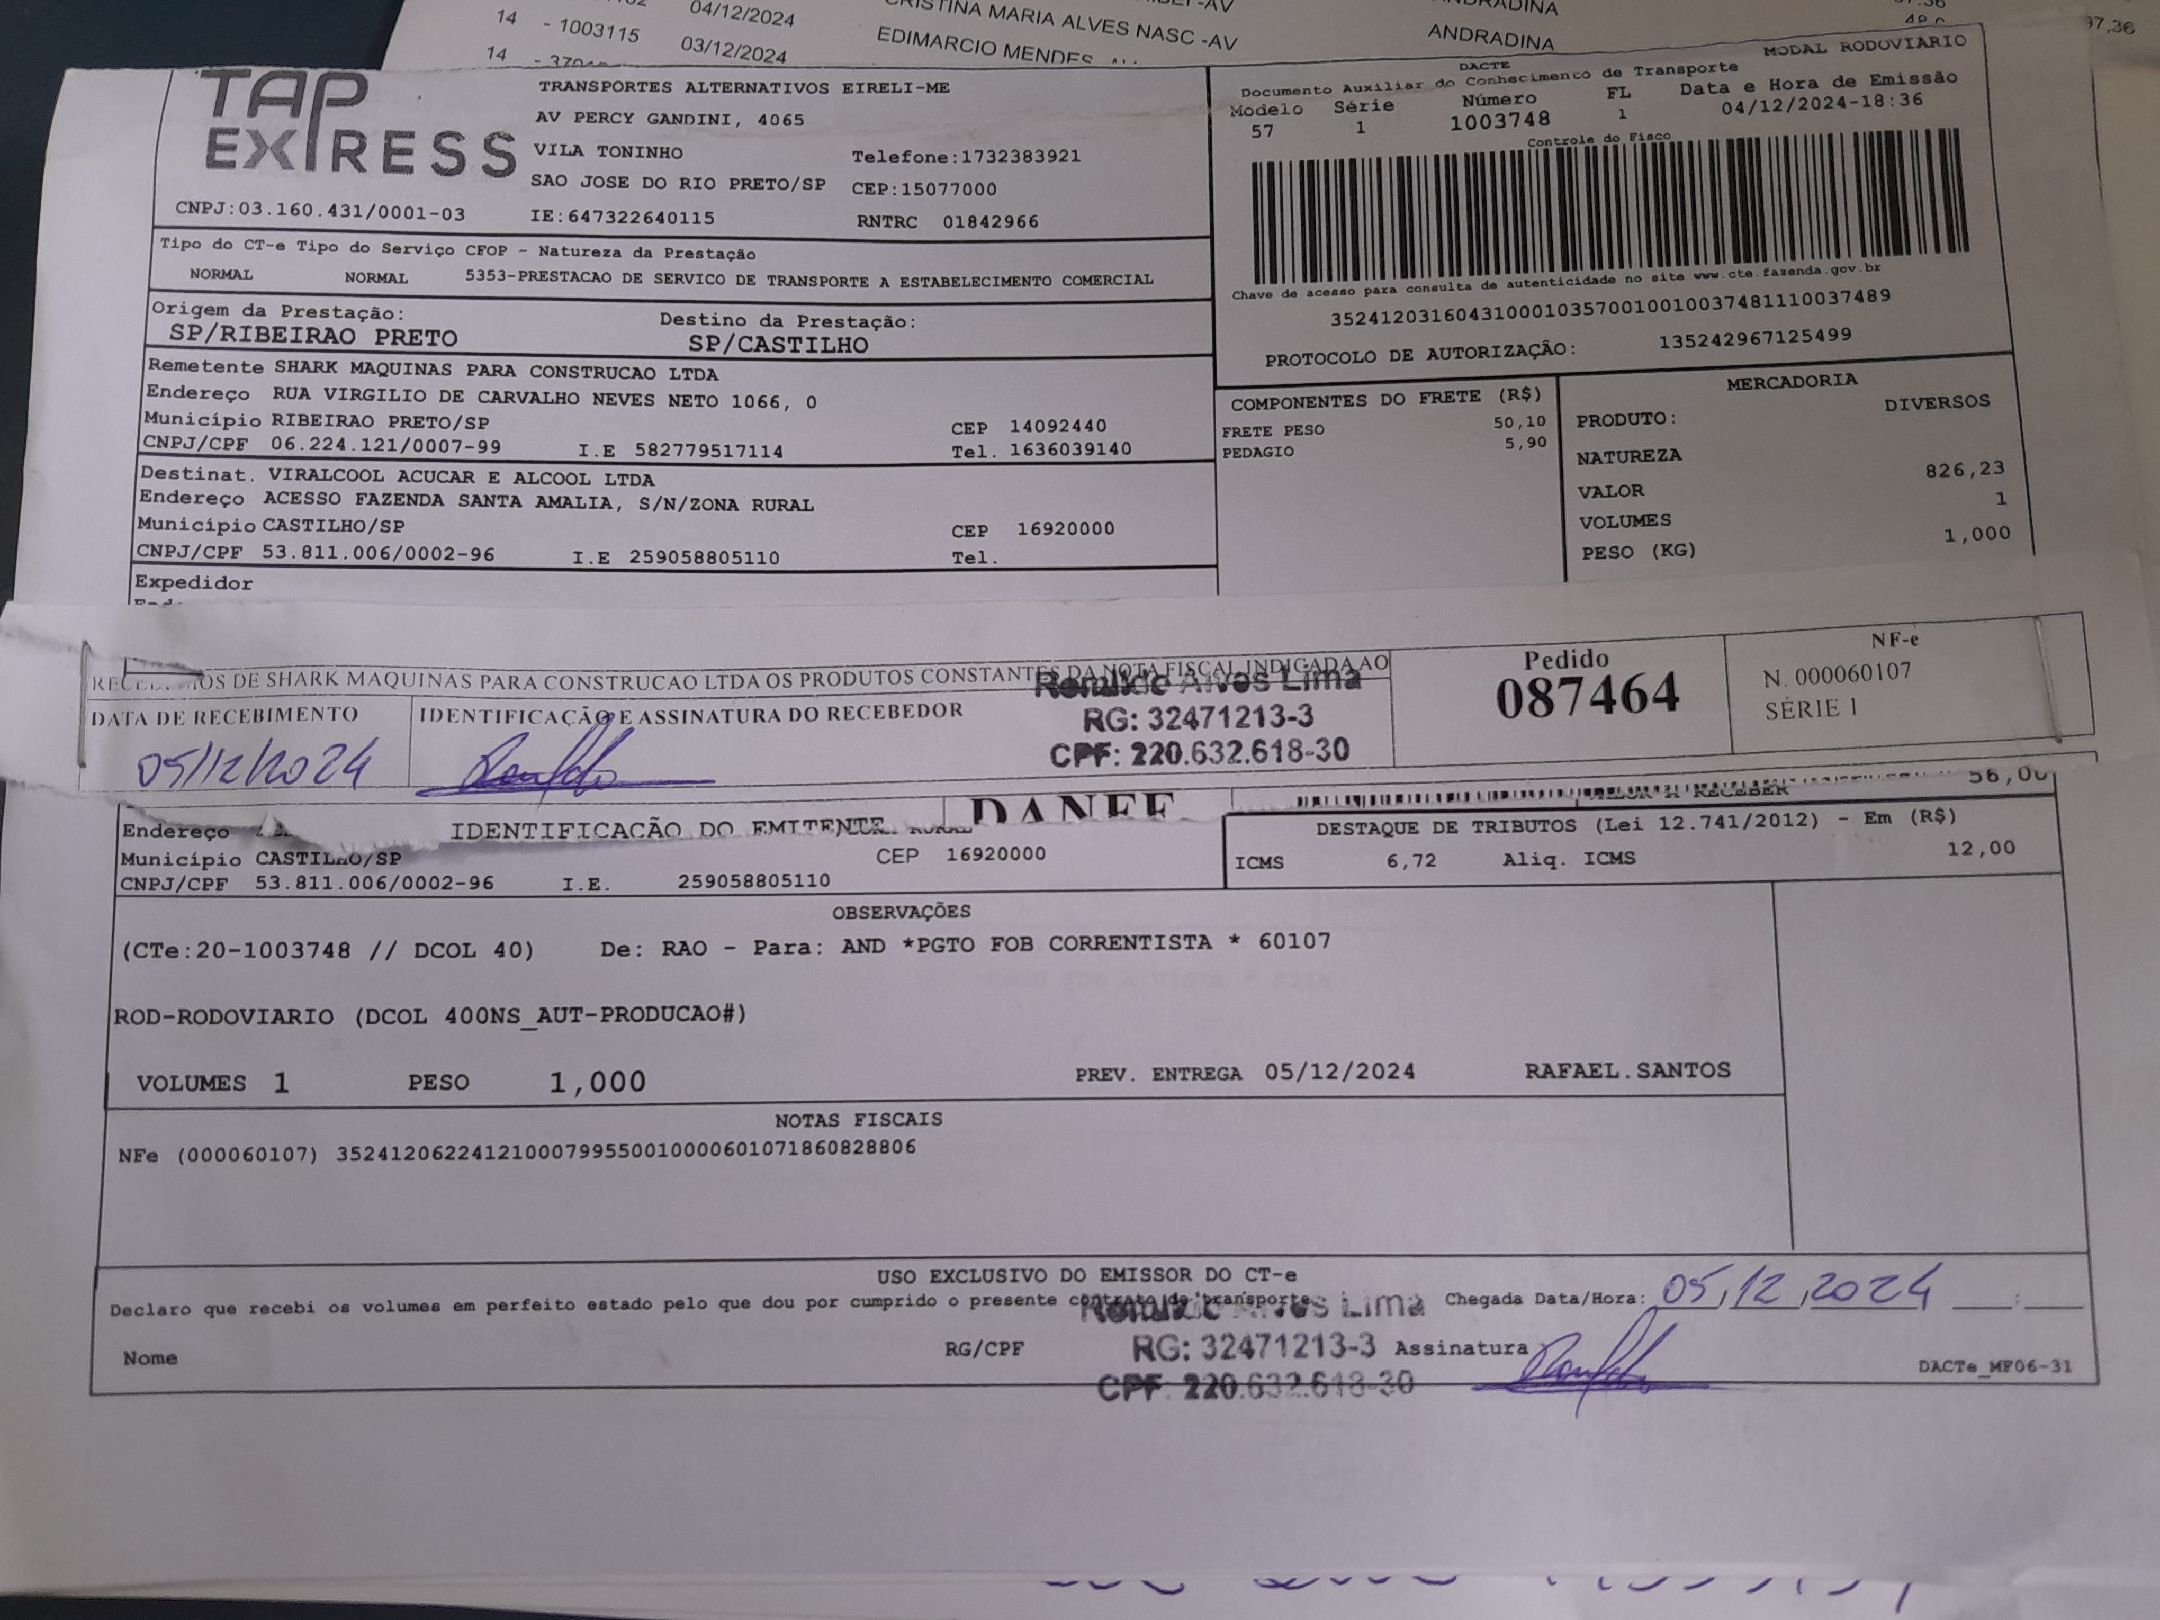 04/12/2024
CRISTINA MARIA ALVES NASC -AV
ANDRADINA
14 - 1003115 03/12/2024 EDIMARCIO MENDES ANDRADINA
37,36
14
TAP EXPRESS
TRANSPORTES ALTERNATIVOS EIRELI-ME
AV PERCY GANDINI, 4065
VILA TONINHO Telefone:1732383921
SAO JOSE DO RIO PRETO/SP CEP:15077000
CNPJ:03.160.431/0001-03 IE:647322640115 RNTRC 01842966
DACTE MODAL RODOVIARIO
Documento Auxiliar do Conhecimento de Transporte
Modelo Série Número FL Data e Hora de Emissão
57 1 1003748 1 04/12/2024-18:36
Controle do Fisco
Chave de acesso para consulta de autenticidade no site www.cte.fazenda.gov.br
35241203160431000103570010010037481110037489
PROTOCOLO DE AUTORIZAÇÃO: 135242967125499
Tipo do CT-e Tipo do Serviço CFOP - Natureza da Prestação
NORMAL NORMAL 5353-PRESTACAO DE SERVICO DE TRANSPORTE A ESTABELECIMENTO COMERCIAL
Origem da Prestação: Destino da Prestação:
SP/RIBEIRAO PRETO SP/CASTILHO
Remetente SHARK MAQUINAS PARA CONSTRUCAO LTDA
Endereço RUA VIRGILIO DE CARVALHO NEVES NETO 1066, 0
Município RIBEIRAO PRETO/SP CEP 14092440
CNPJ/CPF 06.224.121/0007-99 I.E 582779517114 Tel. 1636039140
Destinat. VIRALCOOL ACUCAR E ALCOOL LTDA
Endereço ACESSO FAZENDA SANTA AMALIA, S/N/ZONA RURAL
Município CASTILHO/SP CEP 16920000
CNPJ/CPF 53.811.006/0002-96 I.E 259058805110 Tel.
Expedidor
COMPONENTES DO FRETE (R$)
FRETE PESO 50,10
PEDAGIO 5,90
MERCADORIA
PRODUTO: DIVERSOS
NATUREZA
VALOR 826,23
VOLUMES 1
PESO (KG) 1,000
DE SHARK MAQUINAS PARA CONSTRUCAO LTDA OS PRODUTOS CONSTANTES DA NOTA FISCAL INDICADA AO
DATA DE RECEBIMENTO IDENTIFICAÇÃO E ASSINATURA DO RECEBEDOR
05/12/2024
Alves Lima
RG: 32471213-3
CPF: 220.632.618-30
Pedido
087464
NF-e
N. 000060107
SÉRIE 1
VALOR A RECEBER 56,00
IDENTIFICAÇÃO DO EMITENTE DANFE
Endereço
Município CASTILHO/SP CEP 16920000
CNPJ/CPF 53.811.006/0002-96 I.E. 259058805110
DESTAQUE DE TRIBUTOS (Lei 12.741/2012) - Em (R$)
ICMS 6,72 Aliq. ICMS 12,00
OBSERVAÇÕES
(CTe:20-1003748 // DCOL 40) De: RAO - Para: AND *PGTO FOB CORRENTISTA * 60107
ROD-RODOVIARIO (DCOL 400NS_AUT-PRODUCAO#)
VOLUMES 1 PESO 1,000 PREV. ENTREGA 05/12/2024 RAFAEL.SANTOS
NOTAS FISCAIS
NFe (000060107) 35241206224121000799550010000601071860828806
USO EXCLUSIVO DO EMISSOR DO CT-e
Declaro que recebi os volumes em perfeito estado pelo que dou por cumprido o presente contrato de transporte. Chegada Data/Hora: 05/12/2024
Alves Lima
Nome RG/CPF RG: 32471213-3 Assinatura
CPF: 220.632.618-30
DACTe_MF06-31